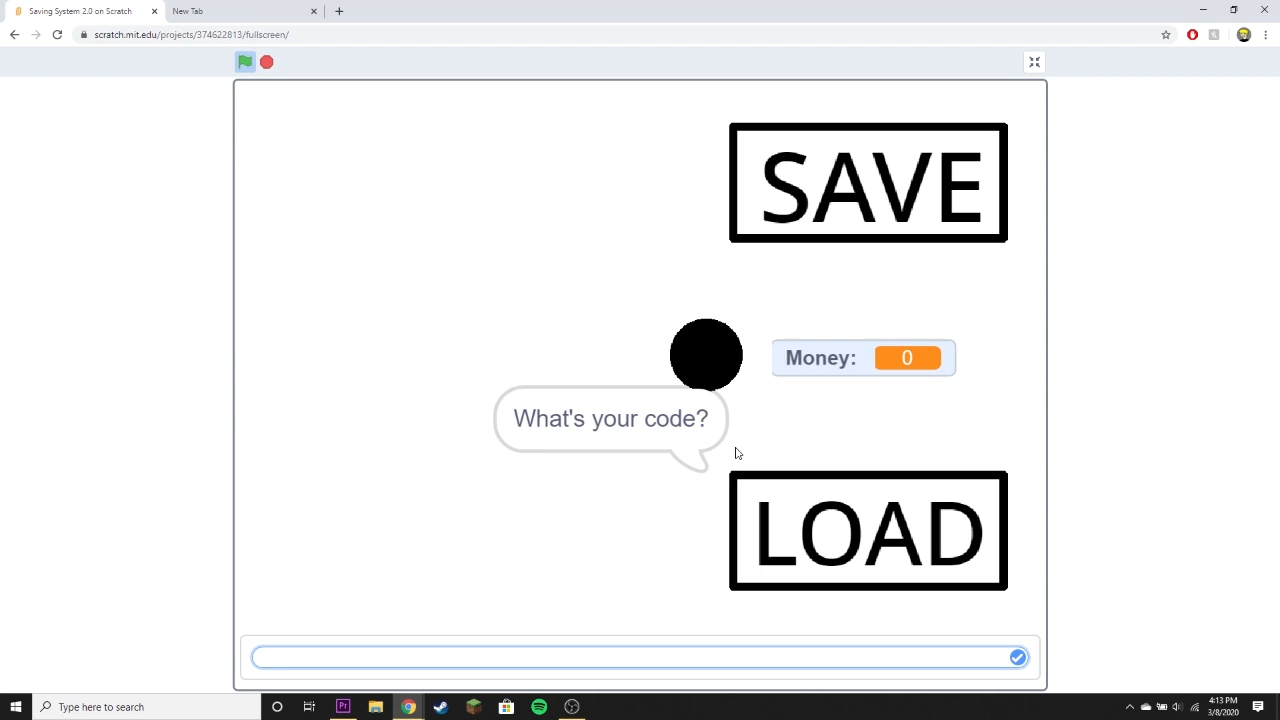 Saving System 2.0 on Scratch
New Tab
scratch.mit.edu/projects/374622813/fullscreen/
SAVE
Money: 0
What's your code?
LOAD
Type here to search
Pr
4:13 PM
3/8/2020